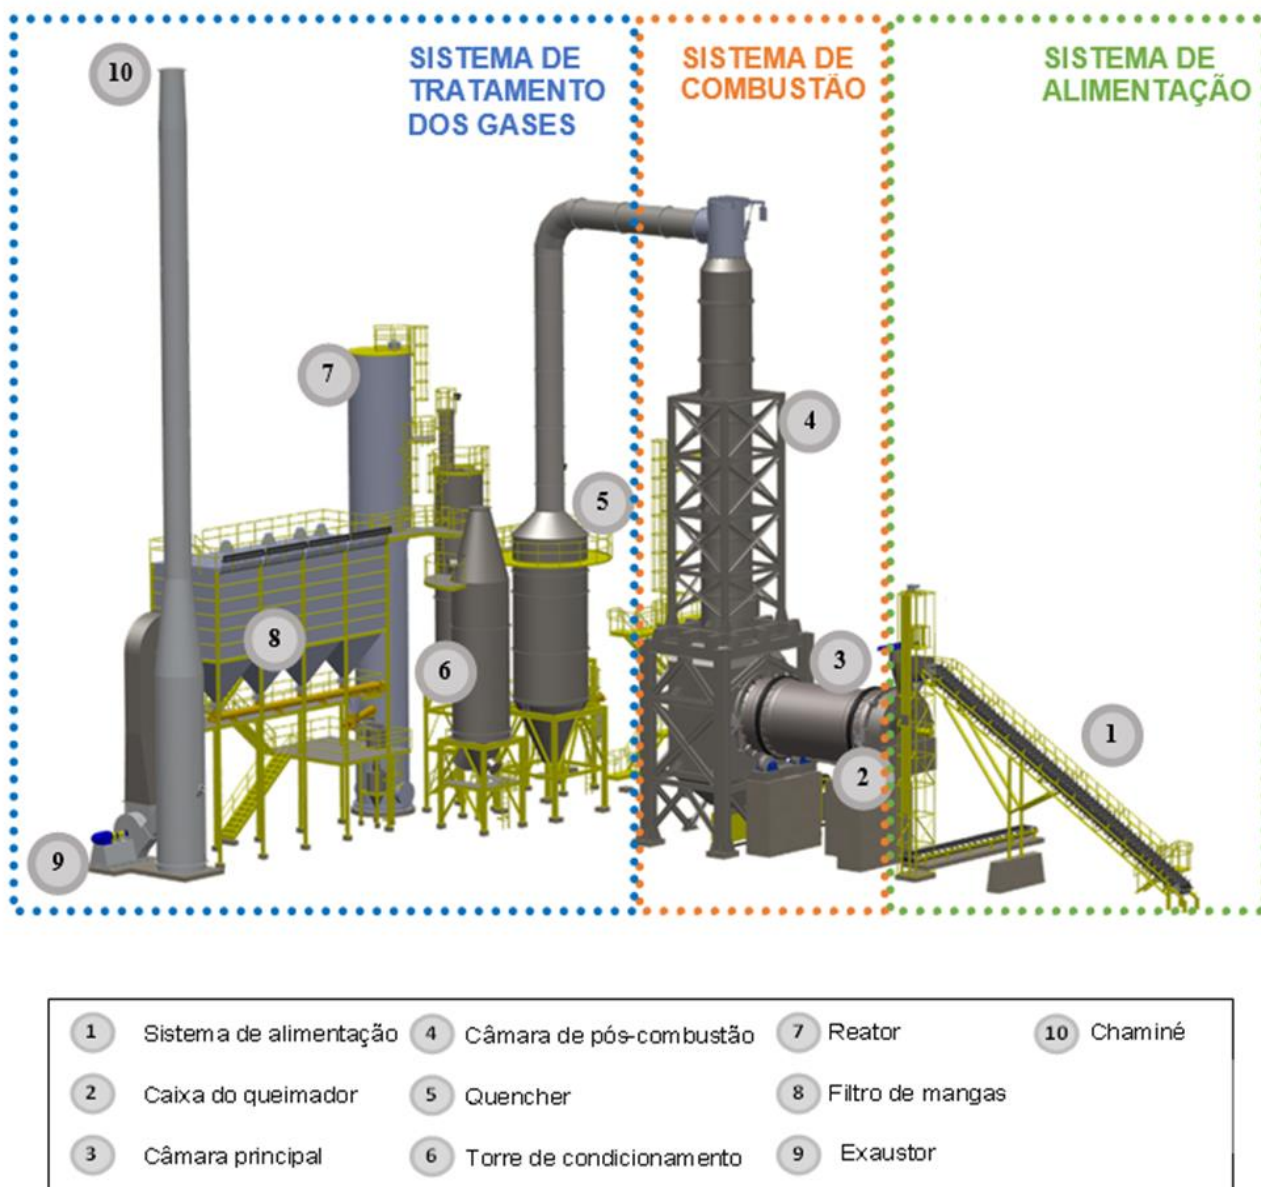 SISTEMA DE
TRATAMENTO
DOS GASES
SISTEMA DE
COMBUSTÃO
SISTEMA DE
ALIMENTAÇÃO
10
7
4
5
8
6
3
1
2
9
1 Sistema de alimentação 4 Câmara de pós-combustão 7 Reator 10 Chaminé
2 Caixa do queimador 5 Quencher 8 Filtro de mangas
3 Câmara principal 6 Torre de condicionamento 9 Exaustor